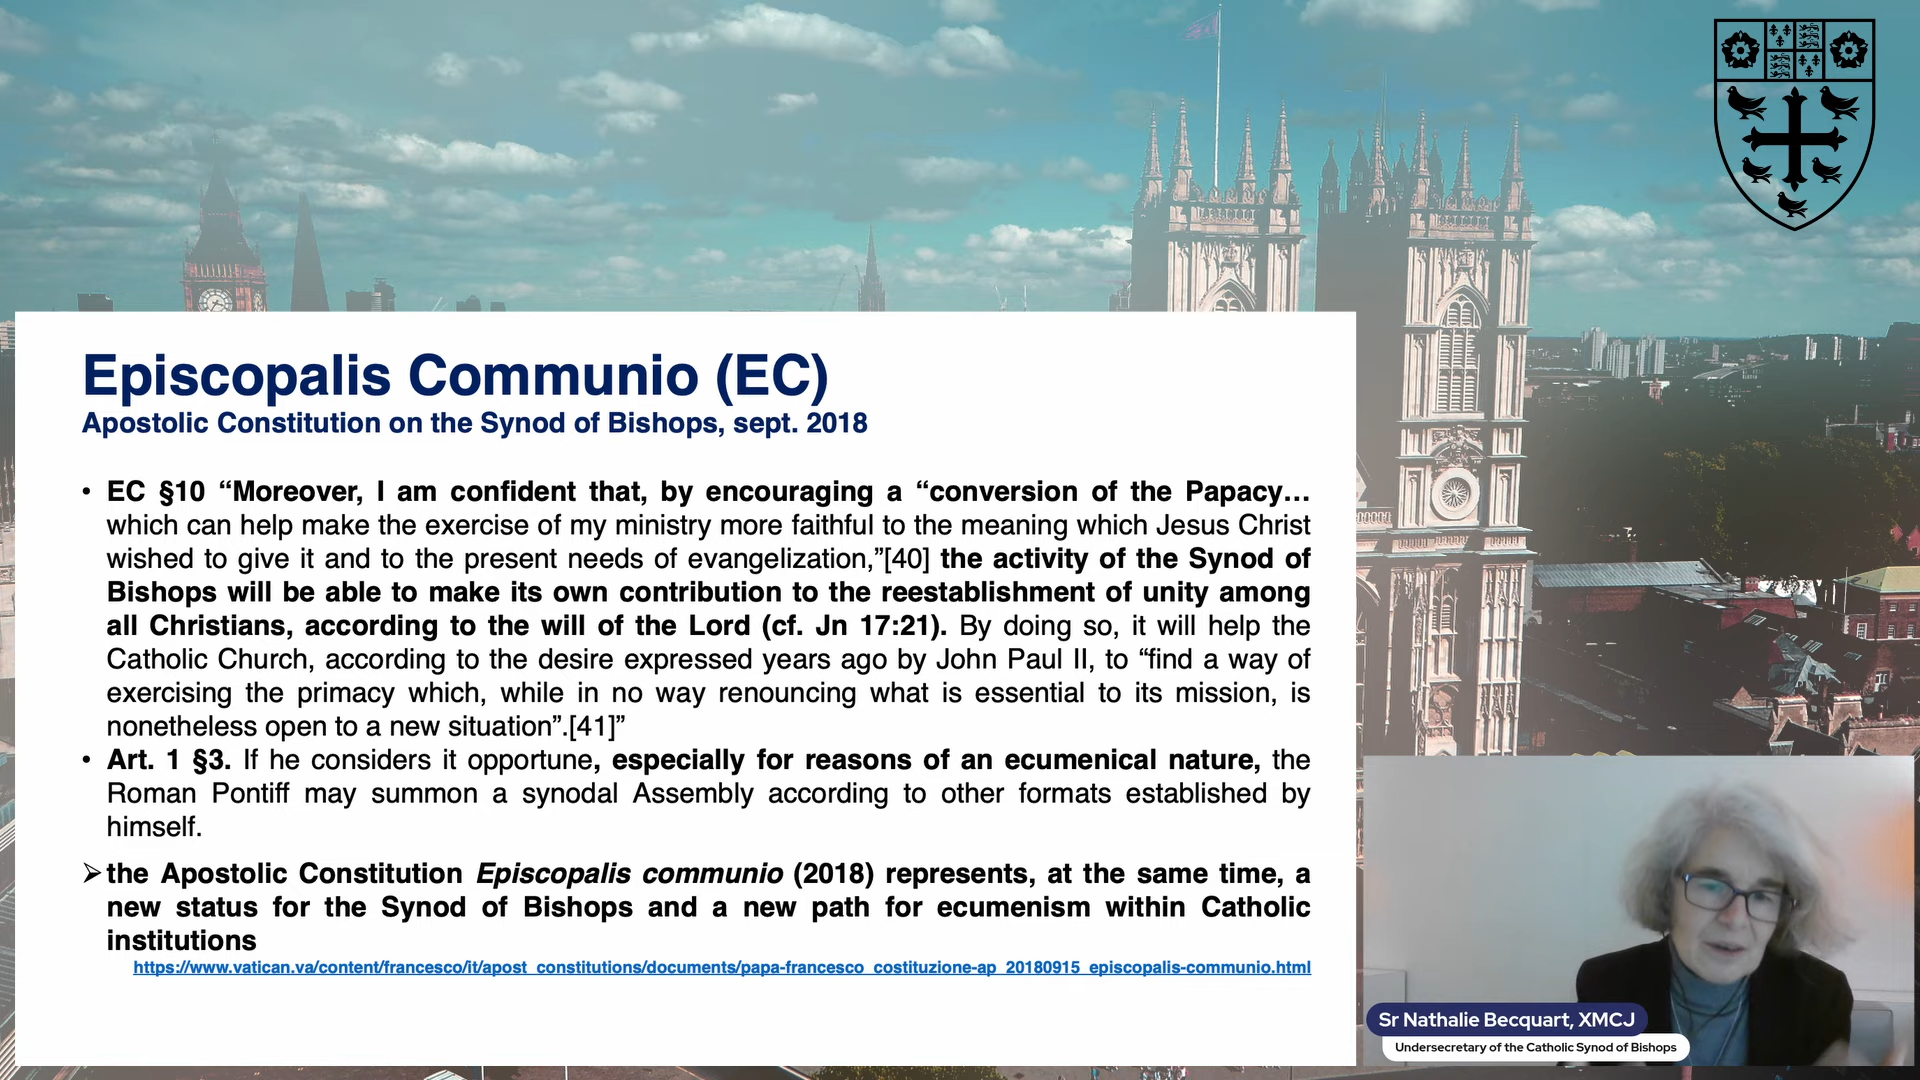 Episcopalis Communio (EC)
Apostolic Constitution on the Synod of Bishops, sept. 2018
• EC §10 “Moreover, I am confident that, by encouraging a “conversion of the Papacy…
which can help make the exercise of my ministry more faithful to the meaning which Jesus Christ
wished to give it and to the present needs of evangelization,”[40] the activity of the Synod of
Bishops will be able to make its own contribution to the reestablishment of unity among
all Christians, according to the will of the Lord (cf. Jn 17:21). By doing so, it will help the
Catholic Church, according to the desire expressed years ago by John Paul II, to “find a way of
exercising the primacy which, while in no way renouncing what is essential to its mission, is
nonetheless open to a new situation”.[41]”
• Art. 1 §3. If he considers it opportune, especially for reasons of an ecumenical nature, the
Roman Pontiff may summon a synodal Assembly according to other formats established by
himself.
➢ the Apostolic Constitution Episcopalis communio (2018) represents, at the same time, a
new status for the Synod of Bishops and a new path for ecumenism within Catholic
institutions
https://www.vatican.va/content/francesco/it/apost_constitutions/documents/papa-francesco_costituzione-ap_20180915_episcopalis-communio.html
Sr Nathalie Becquart, XMCJ
Undersecretary of the Catholic Synod of Bishops